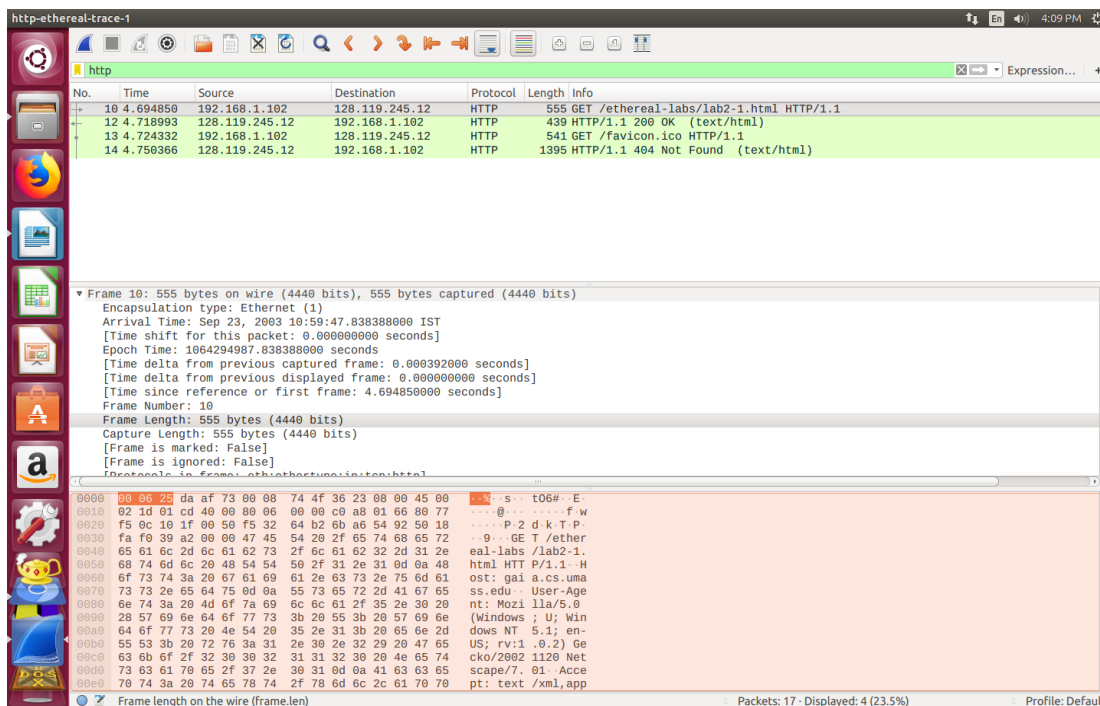 http-ethereal-trace-1 En 4:09 PM
http Expression... +
No. Time Source Destination Protocol Length Info
10 4.694850 192.168.1.102 128.119.245.12 HTTP 555 GET /ethereal-labs/lab2-1.html HTTP/1.1
12 4.718993 128.119.245.12 192.168.1.102 HTTP 439 HTTP/1.1 200 OK (text/html)
13 4.724332 192.168.1.102 128.119.245.12 HTTP 541 GET /favicon.ico HTTP/1.1
14 4.750366 128.119.245.12 192.168.1.102 HTTP 1395 HTTP/1.1 404 Not Found (text/html)
Frame 10: 555 bytes on wire (4440 bits), 555 bytes captured (4440 bits)
Encapsulation type: Ethernet (1)
Arrival Time: Sep 23, 2003 10:59:47.838388000 IST
[Time shift for this packet: 0.000000000 seconds]
Epoch Time: 1064294987.838388000 seconds
[Time delta from previous captured frame: 0.000392000 seconds]
[Time delta from previous displayed frame: 0.000000000 seconds]
[Time since reference or first frame: 4.694850000 seconds]
Frame Number: 10
Frame Length: 555 bytes (4440 bits)
Capture Length: 555 bytes (4440 bits)
[Frame is marked: False]
[Frame is ignored: False]
[Protocols in frame: eth:ethertype:ip:tcp:http]
0000 00 06 25 da af 73 00 08 74 4f 36 23 08 00 45 00 ··%··s·· tO6#··E·
0010 02 1d 01 cd 40 00 80 06 00 00 c0 a8 01 66 80 77 ····@··· ·····f·w
0020 f5 0c 10 1f 00 50 f5 32 64 b2 6b a6 54 92 50 18 ·····P·2 d·k·T·P·
0030 fa f0 39 a2 00 00 47 45 54 20 2f 65 74 68 65 72 ··9···GE T /ether
0040 65 61 6c 2d 6c 61 62 73 2f 6c 61 62 32 2d 31 2e eal-labs /lab2-1.
0050 68 74 6d 6c 20 48 54 54 50 2f 31 2e 31 0d 0a 48 html HTT P/1.1··H
0060 6f 73 74 3a 20 67 61 69 61 2e 63 73 2e 75 6d 61 ost: gai a.cs.uma
0070 73 73 2e 65 64 75 0d 0a 55 73 65 72 2d 41 67 65 ss.edu·· User-Age
0080 6e 74 3a 20 4d 6f 7a 69 6c 6c 61 2f 35 2e 30 20 nt: Mozi lla/5.0
0090 28 57 69 6e 64 6f 77 73 3b 20 55 3b 20 57 69 6e (Windows ; U; Win
00a0 64 6f 77 73 20 4e 54 20 35 2e 31 3b 20 65 6e 2d dows NT 5.1; en-
00b0 55 53 3b 20 72 76 3a 31 2e 30 2e 32 29 20 47 65 US; rv:1 .0.2) Ge
00c0 63 6b 6f 2f 32 30 30 32 31 31 32 30 20 4e 65 74 cko/2002 1120 Net
00d0 73 63 61 70 65 2f 37 2e 30 31 0d 0a 41 63 63 65 scape/7. 01··Acce
00e0 70 74 3a 20 74 65 78 74 2f 78 6d 6c 2c 61 70 70 pt: text /xml,app
Frame length on the wire (frame.len) Packets: 17 · Displayed: 4 (23.5%) Profile: Defau